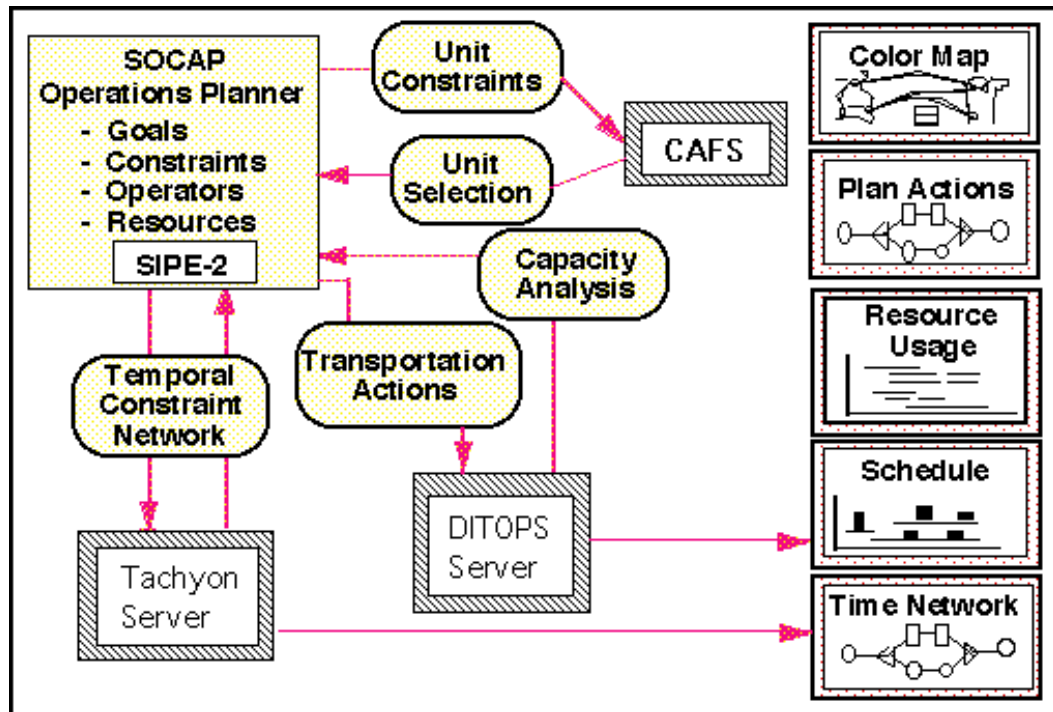 SOCAP
Operations Planner
- Goals
- Constraints
- Operators
- Resources
SIPE-2
Unit
Constraints
Unit
Selection
CAFS
Capacity
Analysis
Transportation
Actions
Temporal
Constraint
Network
Tachyon
Server
DITOPS
Server
Color Map
Plan Actions
Resource
Usage
Schedule
Time Network